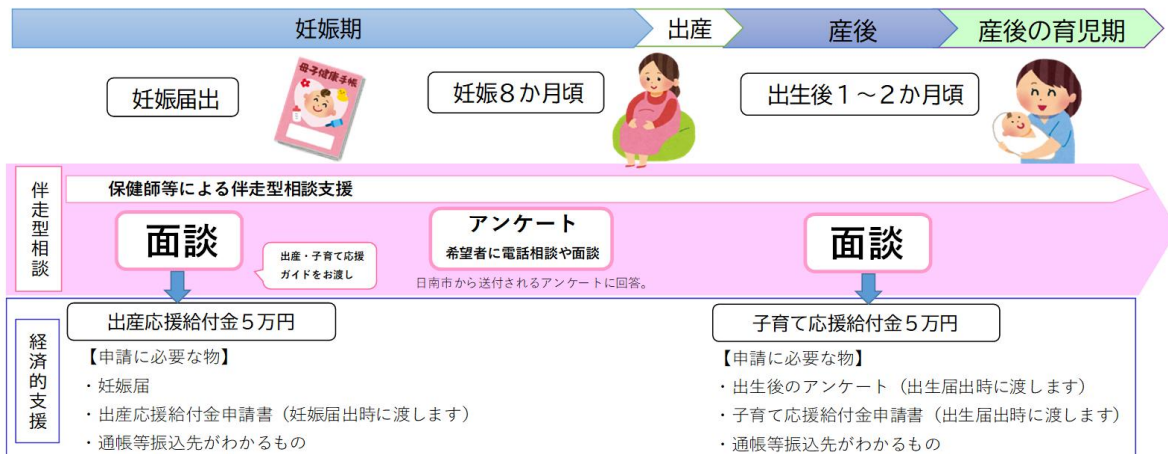 妊娠期
出産
産後
産後の育児期
妊娠届出
母子健康手帳
妊娠8か月頃
出生後1～2か月頃
伴走型相談
保健師等による伴走型相談支援
面談
出産・子育て応援
ガイドをお渡し
アンケート
希望者に電話相談や面談
日南市から送付されるアンケートに回答。
面談
経済的支援
出産応援給付金5万円
【申請に必要な物】
・妊娠届
・出産応援給付金申請書（妊娠届出時に渡します）
・通帳等振込先がわかるもの
子育て応援給付金5万円
【申請に必要な物】
・出生後のアンケート（出生届出時に渡します）
・子育て応援給付金申請書（出生届出時に渡します）
・通帳等振込先がわかるもの